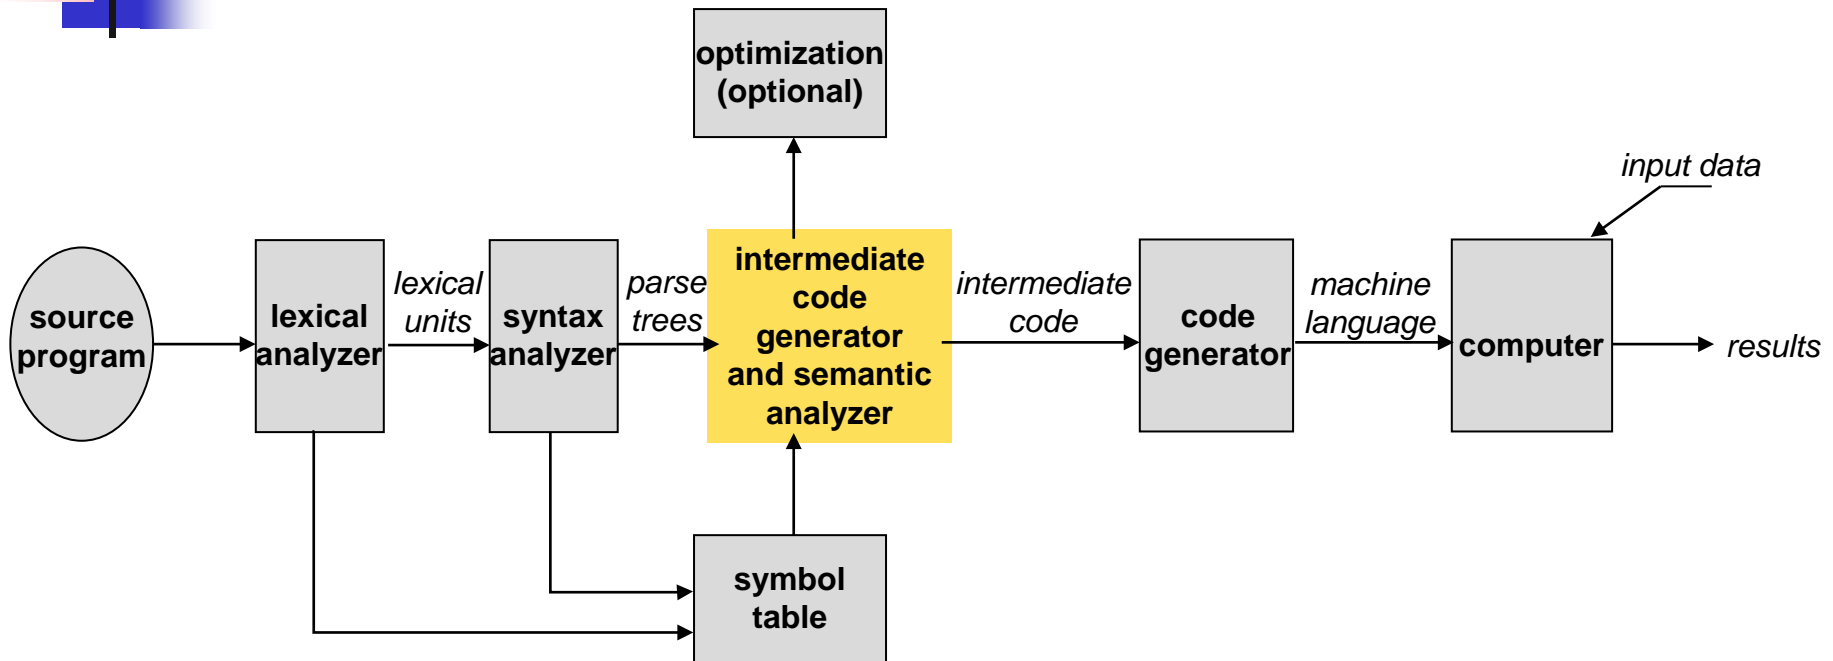 optimization
(optional)
input data
source
program
lexical
analyzer
lexical
units
syntax
analyzer
parse
trees
intermediate
code
generator
and semantic
analyzer
intermediate
code
code
generator
machine
language
computer
results
symbol
table